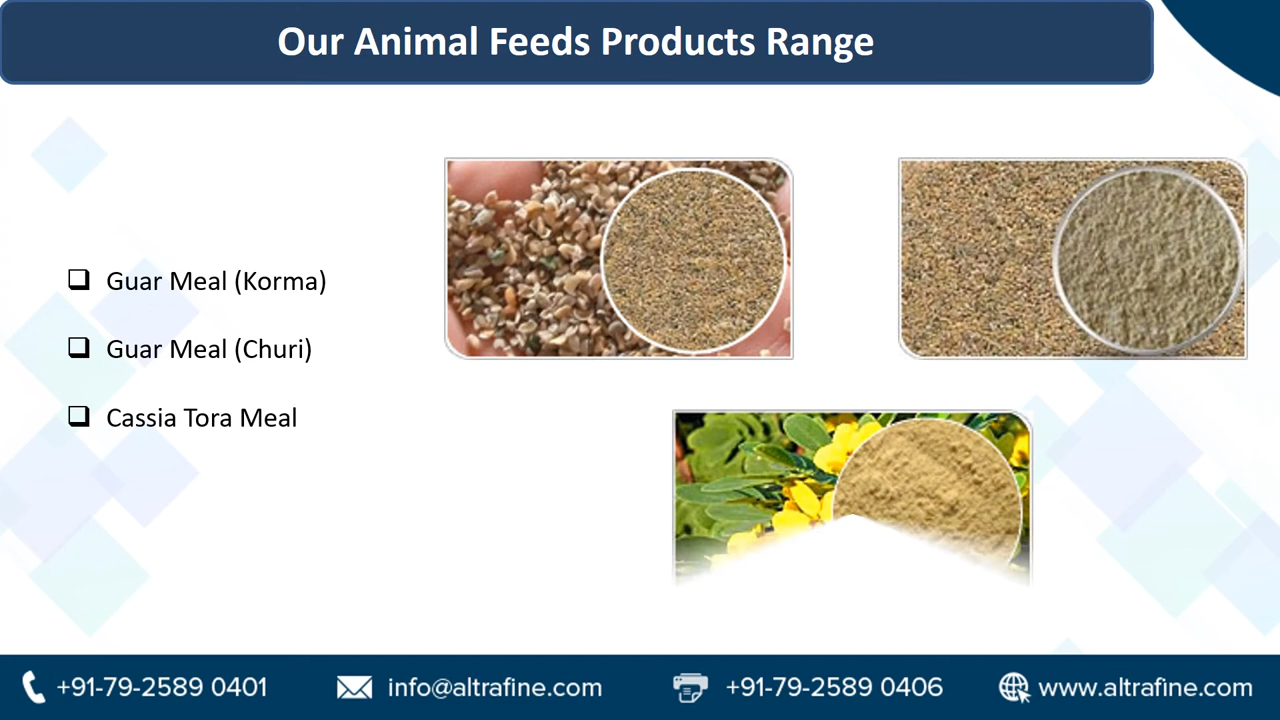 Our Animal Feeds Products Range
Guar Meal (Korma)
Guar Meal (Churi)
Cassia Tora Meal
+91-79-2589 0401
info@altrafine.com
+91-79-2589 0406
www.altrafine.com